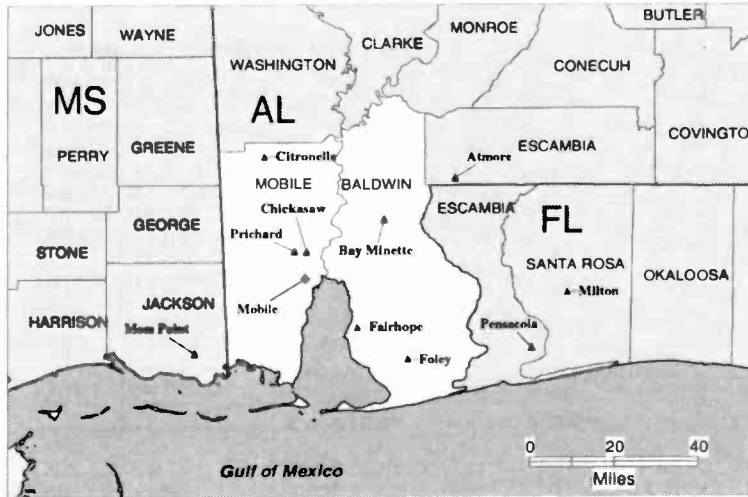 JONES
WAYNE
CLARKE
MONROE
BUTLER
WASHINGTON
CONECUH
MS
AL
COVINGTON
PERRY
GREENE
ESCAMBIA
Citronelle
Atmore
MOBILE
BALDWIN
ESCAMBIA
FL
Chickasaw
GEORGE
Prichard
Bay Minette
STONE
SANTA ROSA
OKALOOSA
JACKSON
Milton
HARRISON
Moss Point
Mobile
Fairhope
Pensacola
Foley
0 20 40
Miles
Gulf of Mexico